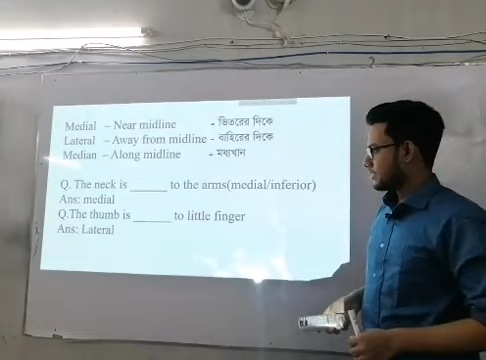 Medial – Near midline - ভিতরের দিকে
Lateral – Away from midline - বাহিরের দিকে
Median – Along midline - মধ্যখান
Q. The neck is ______ to the arms(medial/inferior)
Ans: medial
Q.The thumb is ______ to little finger
Ans: Lateral